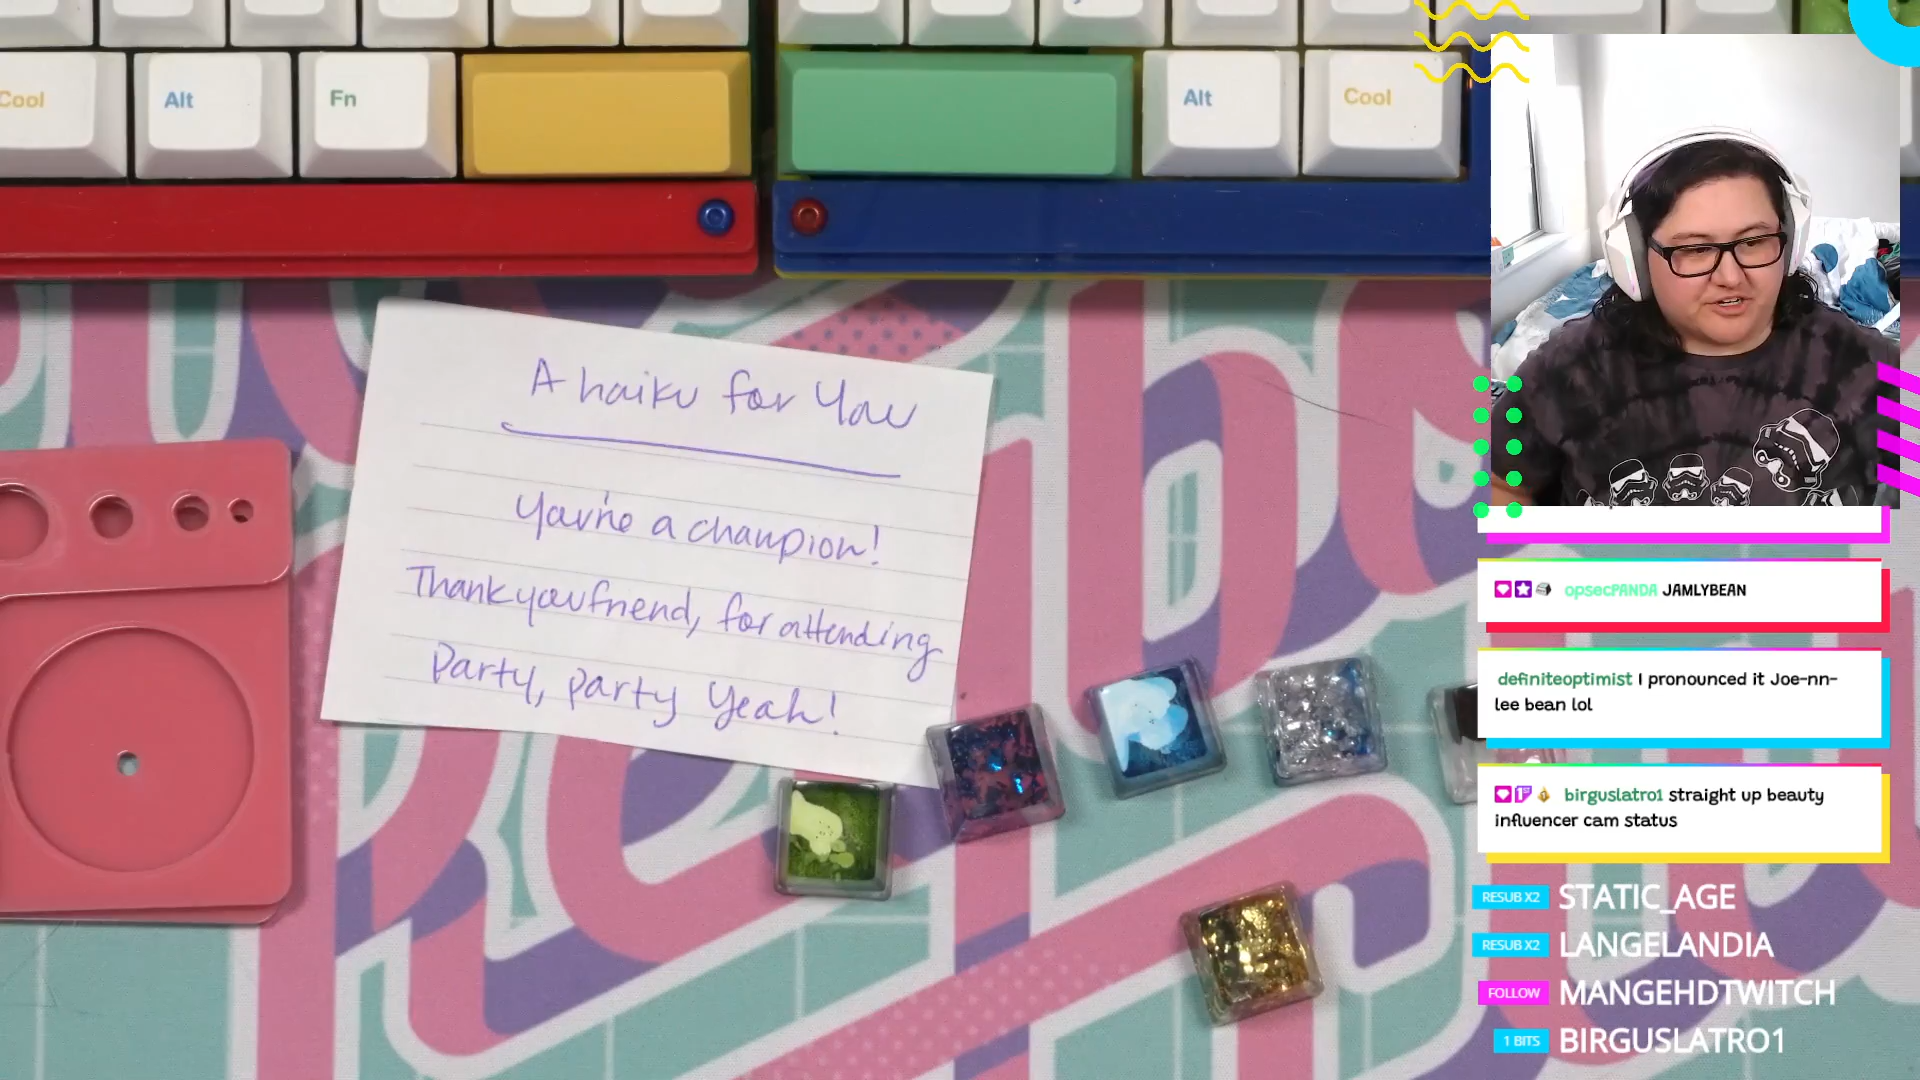 Cool
Alt
Fn
Alt
Cool
A haiku for You
You're a champion!
Thank you friend, for attending
Party, party Yeah!
opsecPANDA JAMLYBEAN
definiteoptimist I pronounced it Joe-nn-
lee bean lol
birguslatro1 straight up beauty
influencer cam status
RESUB X2 STATIC_AGE
RESUB X2 LANGELANDIA
FOLLOW MANGEHDTWITCH
1 BITS BIRGUSLATRO1